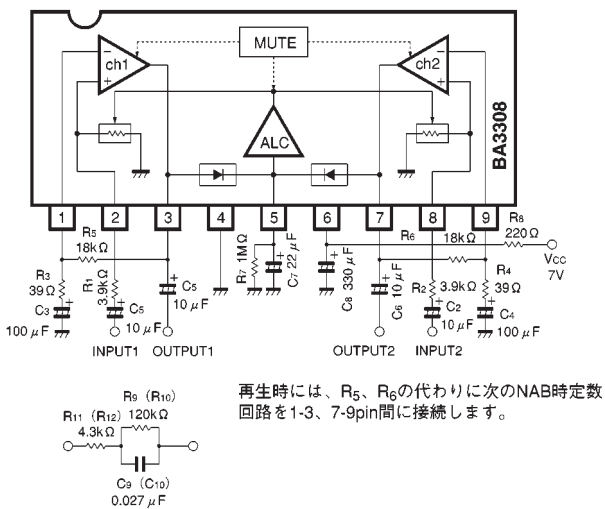 MUTE
ch1
ch2
ALC
BA3308
1
2
3
4
5
6
7
8
9
R5
18kΩ
R3
39Ω
C3
100μF
R1
3.9kΩ
C5
10μF
INPUT1
C5
10μF
OUTPUT1
R7 1MΩ
C7 22μF
C8 330μF
C6 10μF
OUTPUT2
R6
18kΩ
R2
3.9kΩ
C2
10μF
INPUT2
R4
39Ω
C4
100μF
R8
220Ω
VCC
7V
再生時には、R5、R6の代わりに次のNAB時定数
回路を1-3、7-9pin間に接続します。
R9 (R10)
120kΩ
R11 (R12)
4.3kΩ
C9 (C10)
0.027μF